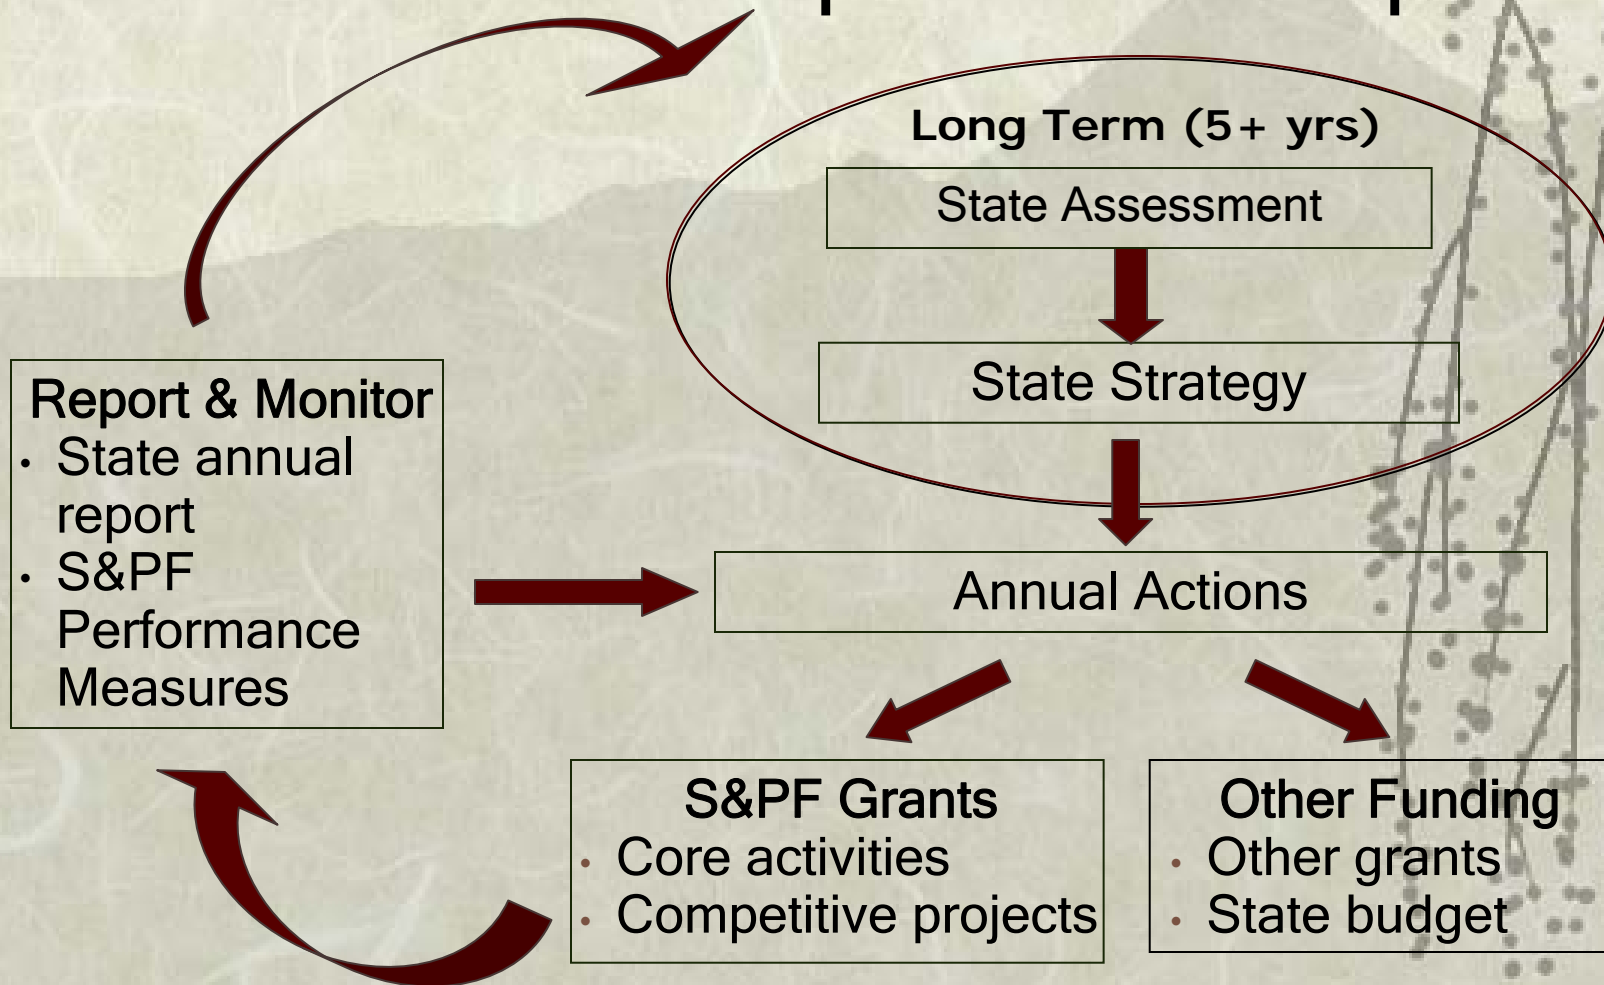 Long Term (5+ yrs)
State Assessment
State Strategy
Report & Monitor
· State annual
report
· S&PF
Performance
Measures
Annual Actions
S&PF Grants
· Core activities
· Competitive projects
Other Funding
· Other grants
· State budget